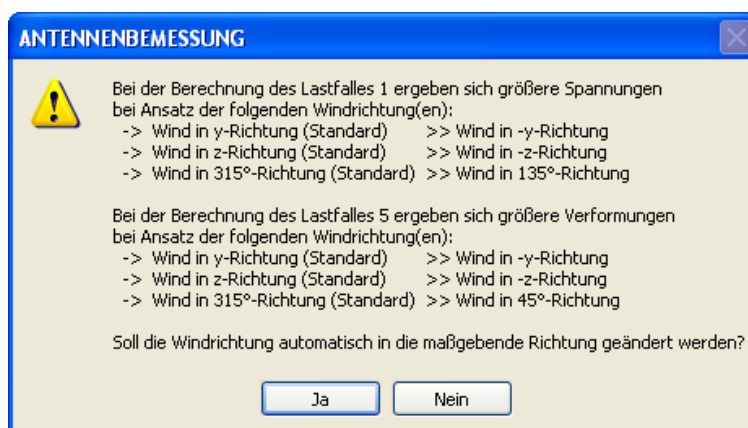 ANTENNENBEMESSUNG
Bei der Berechnung des Lastfalles 1 ergeben sich größere Spannungen
bei Ansatz der folgenden Windrichtung(en):
-> Wind in y-Richtung (Standard) >> Wind in -y-Richtung
-> Wind in z-Richtung (Standard) >> Wind in -z-Richtung
-> Wind in 315°-Richtung (Standard) >> Wind in 135°-Richtung
Bei der Berechnung des Lastfalles 5 ergeben sich größere Verformungen
bei Ansatz der folgenden Windrichtung(en):
-> Wind in y-Richtung (Standard) >> Wind in -y-Richtung
-> Wind in z-Richtung (Standard) >> Wind in -z-Richtung
-> Wind in 315°-Richtung (Standard) >> Wind in 45°-Richtung
Soll die Windrichtung automatisch in die maßgebende Richtung geändert werden?
Ja Nein